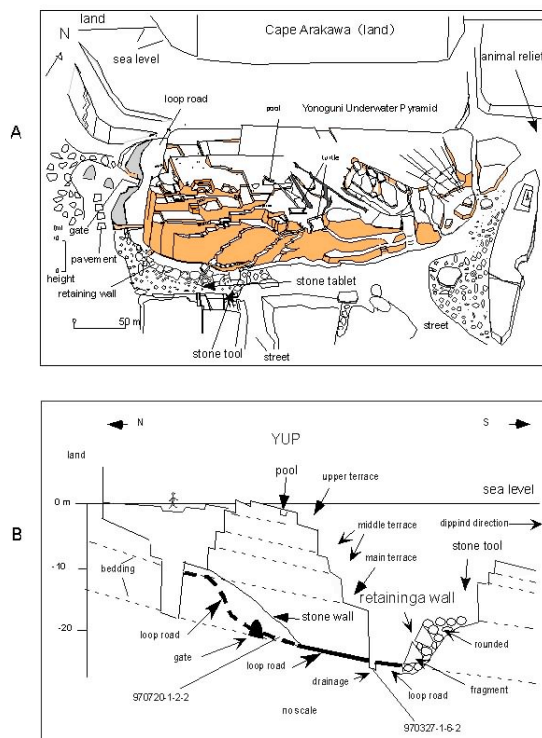 land
N
Cape Arakawa (land)
sea level
animal relief
loop road
pool
Yonoguni Underwater Pyramid
A
turtle
gate
pavement
height
retaining wall
stone tablet
50 m
stone tool
street
street
N
S
YUP
land
pool
upper terrace
sea level
0 m
B
middle terrace
dippind direction
bedding
main terrace
stone tool
-10
retaininga wall
stone wall
-20
loop road
rounded
gate
loop road
drainage
loop road
fragment
970720-1-2-2
no scale
970327-1-6-2